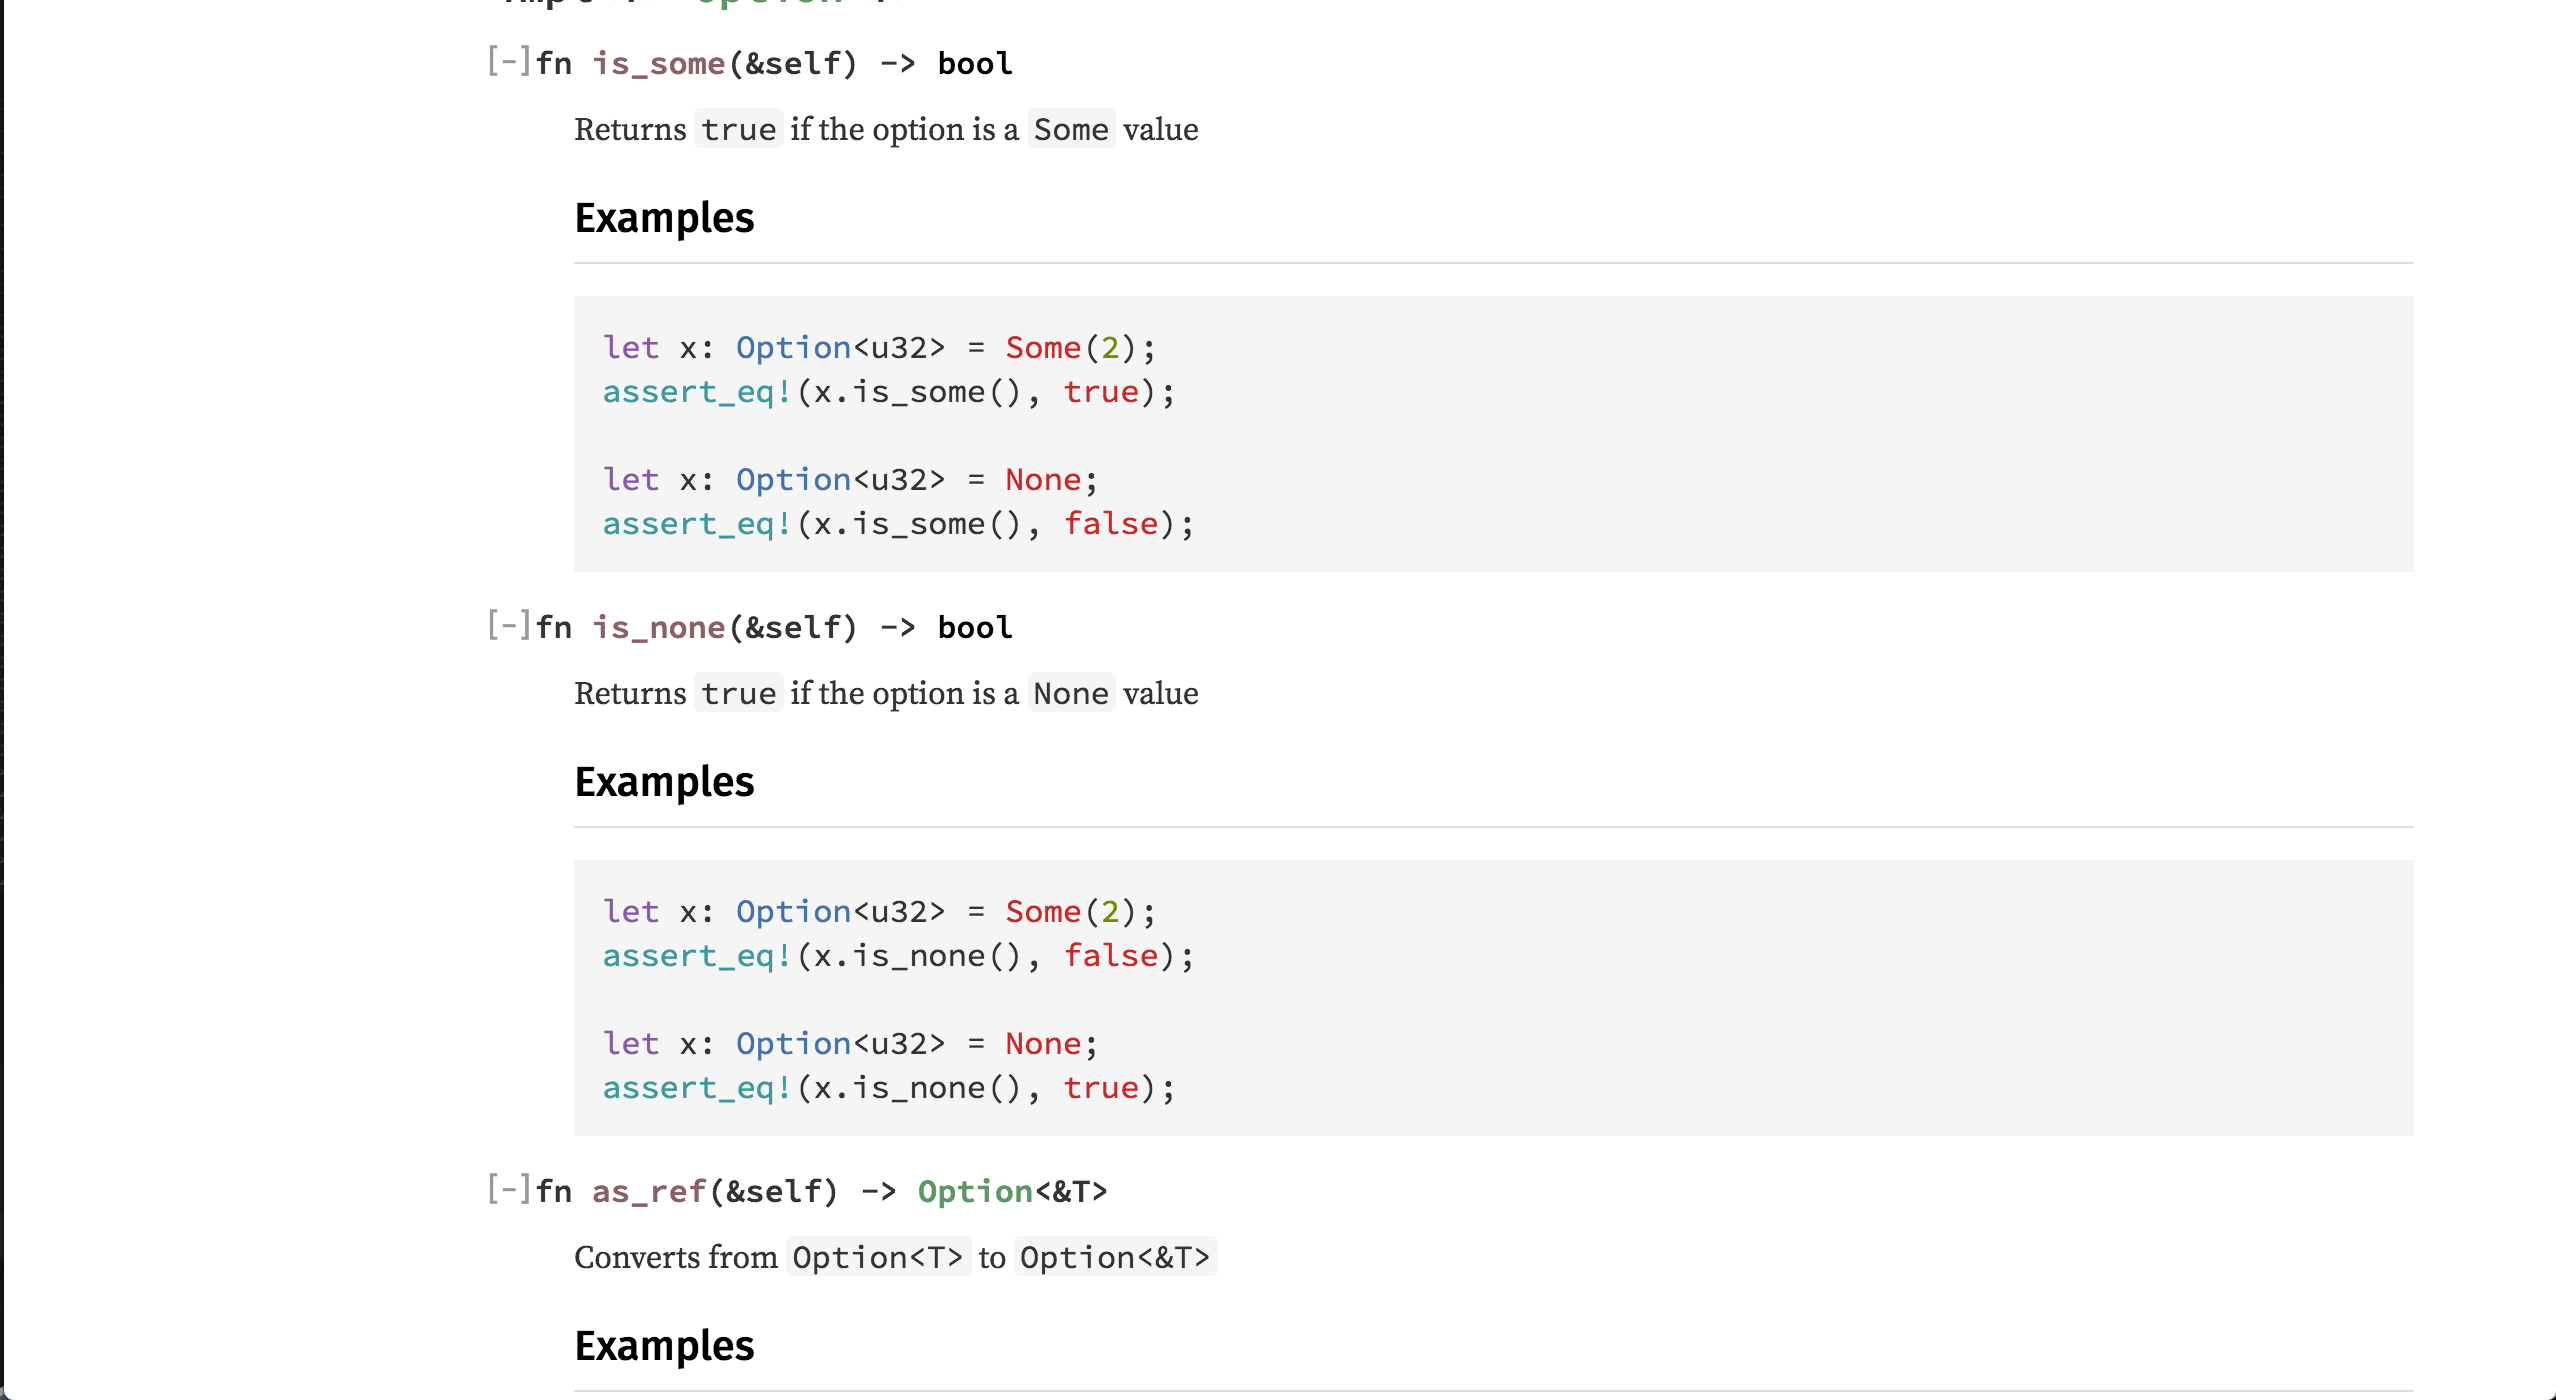 [-]fn is_some(&self) -> bool
Returns true if the option is a Some value
Examples
let x: Option<u32> = Some(2);
assert_eq!(x.is_some(), true);
let x: Option<u32> = None;
assert_eq!(x.is_some(), false);
[-]fn is_none(&self) -> bool
Returns true if the option is a None value
Examples
let x: Option<u32> = Some(2);
assert_eq!(x.is_none(), false);
let x: Option<u32> = None;
assert_eq!(x.is_none(), true);
[-]fn as_ref(&self) -> Option<&T>
Converts from Option<T> to Option<&T>
Examples